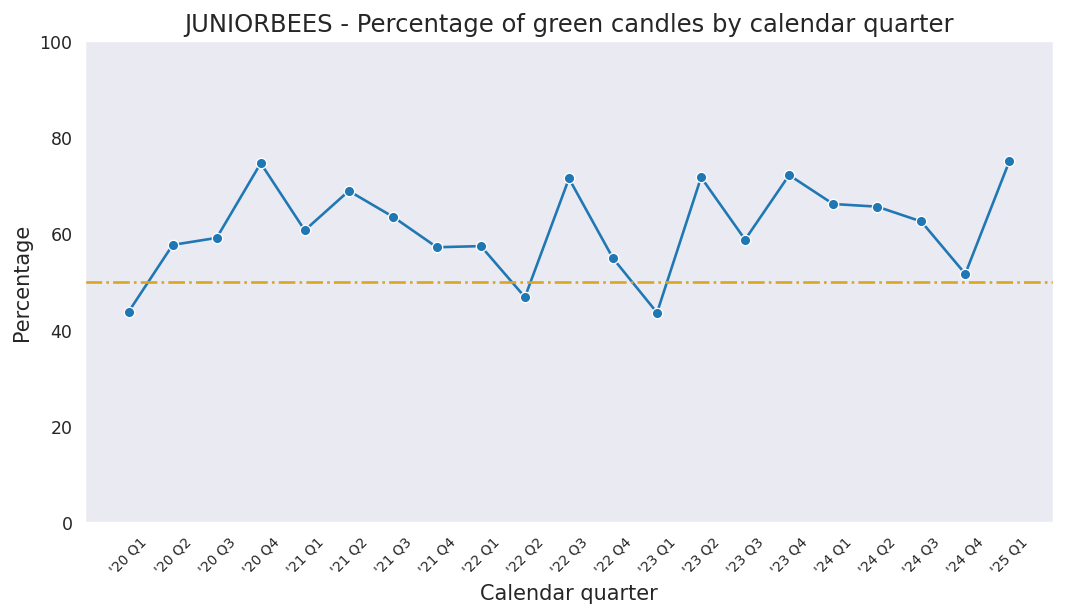 JUNIORBEES - Percentage of green candles by calendar quarter
100
80
60
40
20
0
Percentage
'20 Q1
'20 Q2
'20 Q3
'20 Q4
'21 Q1
'21 Q2
'21 Q3
'21 Q4
'22 Q1
'22 Q2
'22 Q3
'22 Q4
'23 Q1
'23 Q2
'23 Q3
'23 Q4
'24 Q1
'24 Q2
'24 Q3
'24 Q4
'25 Q1
Calendar quarter